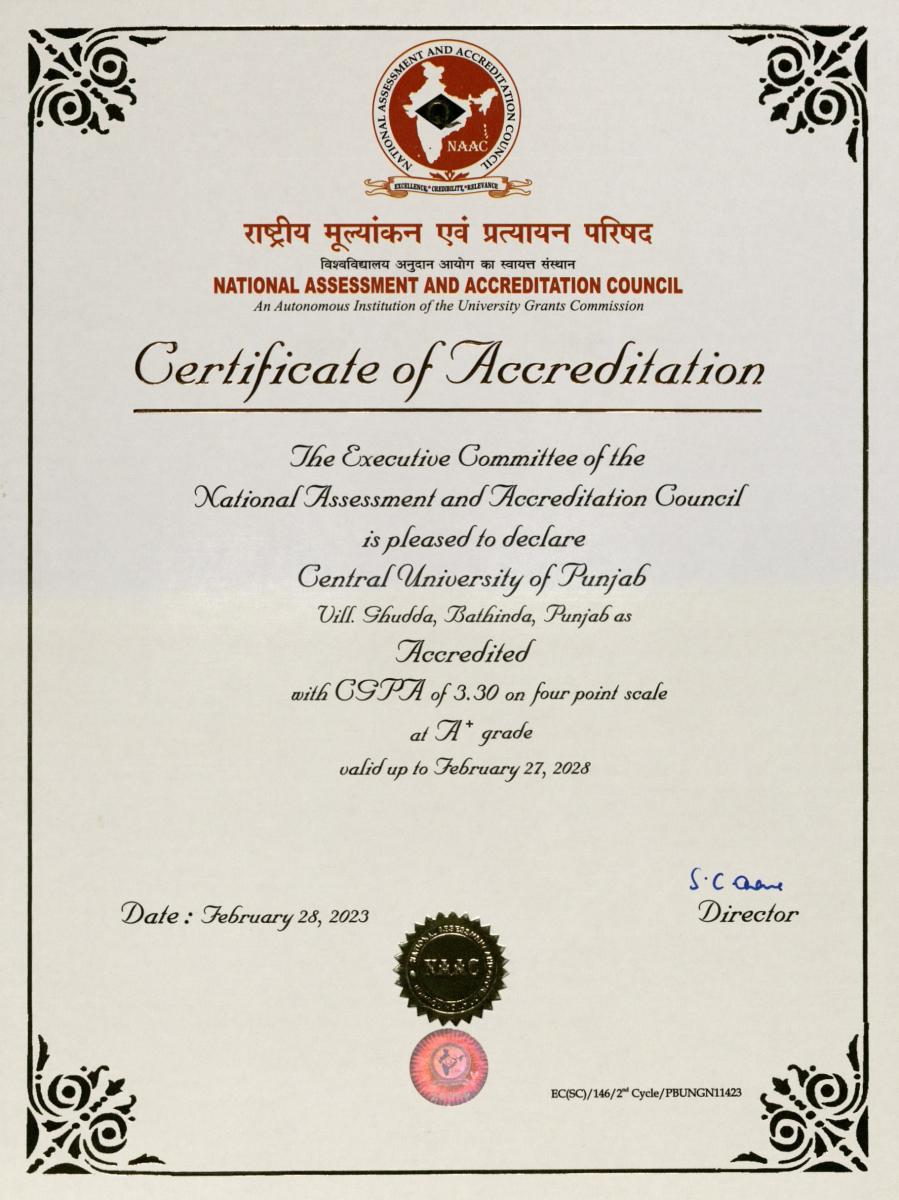 NATIONAL ASSESSMENT AND ACCREDITATION COUNCIL
NAAC
EXCELLENCE * CREDIBILITY * RELEVANCE
राष्ट्रीय मूल्यांकन एवं प्रत्यायन परिषद
विश्वविद्यालय अनुदान आयोग का स्वायत्त संस्थान
NATIONAL ASSESSMENT AND ACCREDITATION COUNCIL
An Autonomous Institution of the University Grants Commission
Certificate of Accreditation
The Executive Committee of the
National Assessment and Accreditation Council
is pleased to declare
Central University of Punjab
Vill. Ghudda, Bathinda, Punjab as
Accredited
with CGPA of 3.30 on four point scale
at A⁺ grade
valid up to February 27, 2028
S. C
Date : February 28, 2023
Director
NATIONAL ASSESSMENT AND
NAAC
EC(SC)/146/2ⁿᵈ Cycle/PBUNGN11423